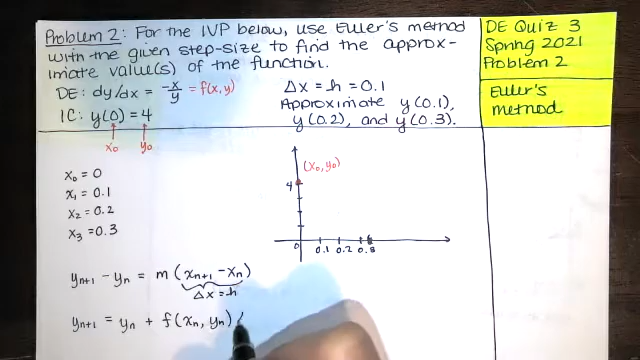 Problem 2: For the IVP below, use Euler's method
with the given step-size to find the approx-
imate value(s) of the function.
DE: dy/dx = -x/y = f(x,y)
IC: y(0) = 4
x₀ y₀
Δx = h = 0.1
Approximate y(0.1),
y(0.2), and y(0.3).
DE Quiz 3
Spring 2021
Problem 2
Euler's
method
x₀ = 0
x₁ = 0.1
x₂ = 0.2
x₃ = 0.3
(x₀, y₀)
4
0 0.1 0.2 0.3
yₙ₊₁ - yₙ = m (xₙ₊₁ - xₙ)
Δx = h
yₙ₊₁ = yₙ + f(xₙ, yₙ)